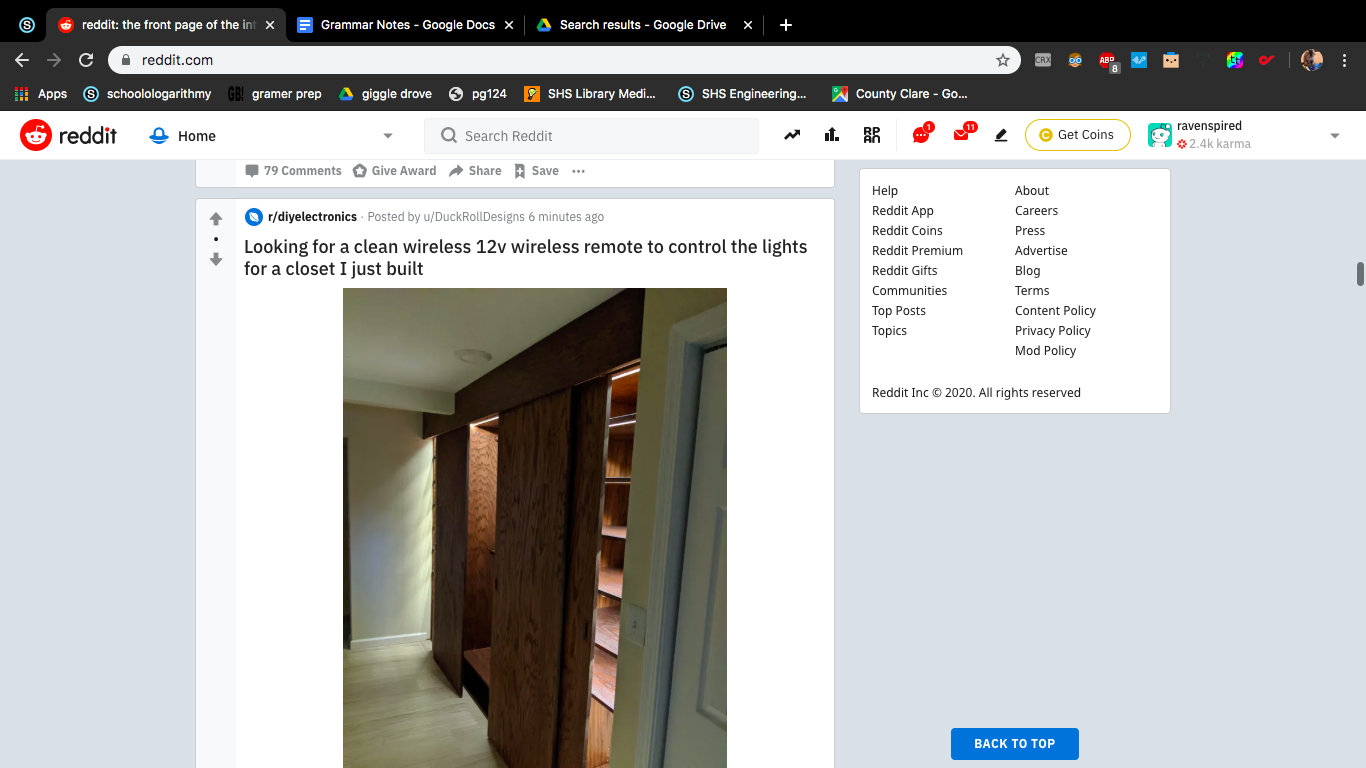 reddit: the front page of the int
Grammar Notes - Google Docs
Search results - Google Drive
reddit.com
CRX
ABP
8
Apps
schoolologarithmy
GB!
gramer prep
giggle drove
pg124
SHS Library Medi...
SHS Engineering...
County Clare - Go...
reddit
Home
Search Reddit
RPAN
1
11
Get Coins
ravenspired
2.4k karma
79 Comments
Give Award
Share
Save
r/diyelectronics · Posted by u/DuckRollDesigns 6 minutes ago
Looking for a clean wireless 12v wireless remote to control the lights
for a closet I just built
Help
Reddit App
Reddit Coins
Reddit Premium
Reddit Gifts
Communities
Top Posts
Topics
About
Careers
Press
Advertise
Blog
Terms
Content Policy
Privacy Policy
Mod Policy
Reddit Inc © 2020. All rights reserved
BACK TO TOP